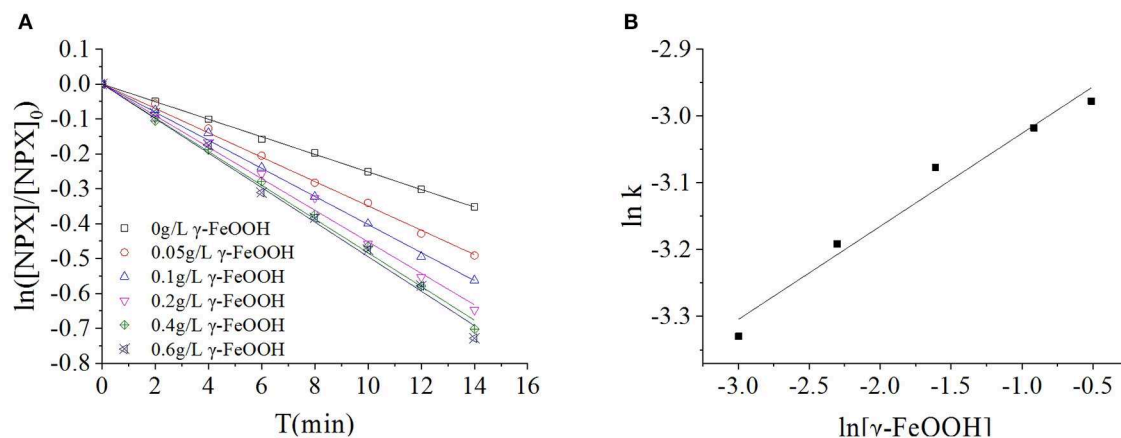 A
0.1
0.0
-0.1
-0.2
-0.3
-0.4
-0.5
-0.6
-0.7
-0.8
ln([NPX]/[NPX]0)
0g/L γ-FeOOH
0.05g/L γ-FeOOH
0.1g/L γ-FeOOH
0.2g/L γ-FeOOH
0.4g/L γ-FeOOH
0.6g/L γ-FeOOH
0 2 4 6 8 10 12 14 16
T(min)
B
-2.9
-3.0
-3.1
-3.2
-3.3
ln k
-3.0 -2.5 -2.0 -1.5 -1.0 -0.5
ln[γ-FeOOH]